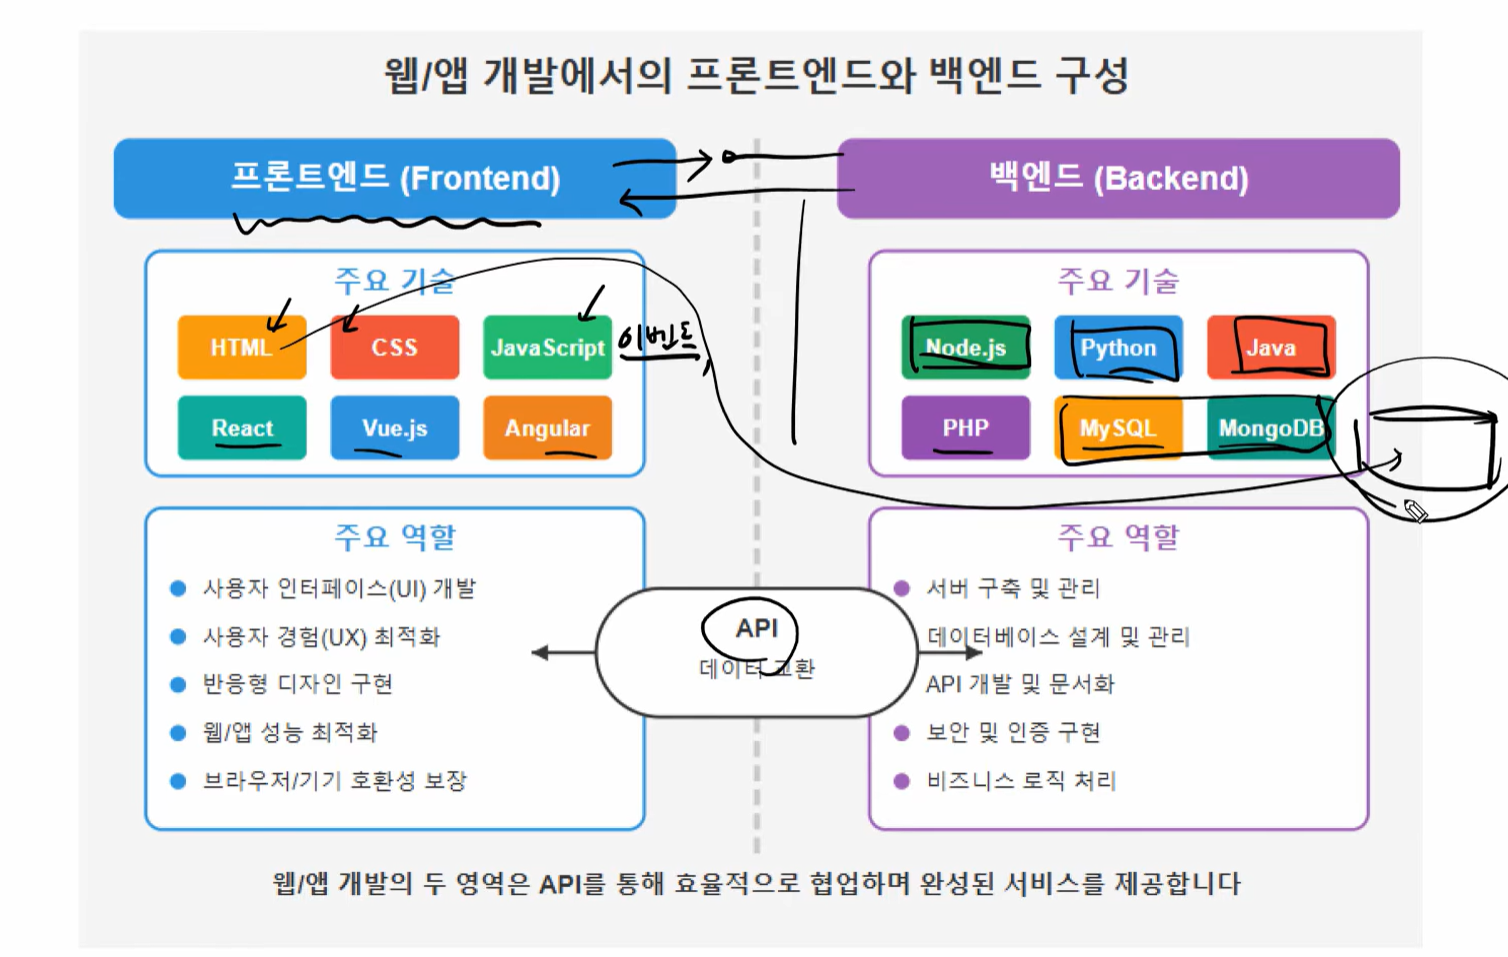 웹/앱 개발에서의 프론트엔드와 백엔드 구성
프론트엔드 (Frontend)
백엔드 (Backend)
주요 기술
HTML
CSS
JavaScript
이벤트,
React
Vue.js
Angular
주요 기술
Node.js
Python
Java
PHP
MySQL
MongoDB
주요 역할
사용자 인터페이스(UI) 개발
사용자 경험(UX) 최적화
반응형 디자인 구현
웹/앱 성능 최적화
브라우저/기기 호환성 보장
API
데이터 교환
주요 역할
서버 구축 및 관리
데이터베이스 설계 및 관리
API 개발 및 문서화
보안 및 인증 구현
비즈니스 로직 처리
웹/앱 개발의 두 영역은 API를 통해 효율적으로 협업하며 완성된 서비스를 제공합니다